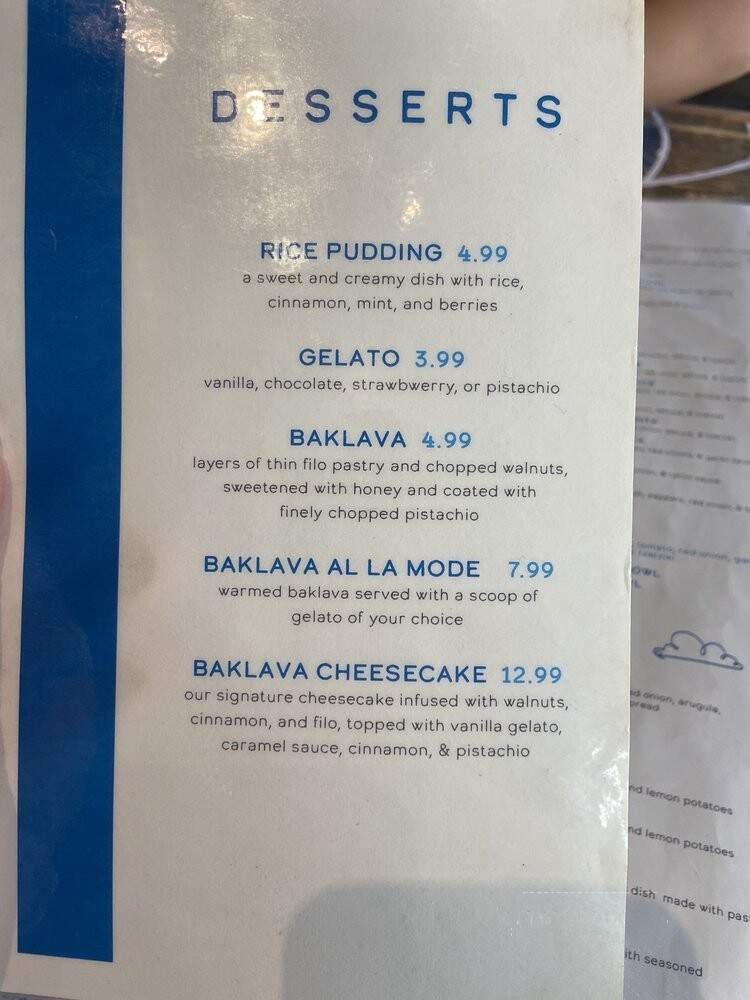 DESSERTS
RICE PUDDING 4.99
a sweet and creamy dish with rice,
cinnamon, mint, and berries
GELATO 3.99
vanilla, chocolate, strawbwerry, or pistachio
BAKLAVA 4.99
layers of thin filo pastry and chopped walnuts,
sweetened with honey and coated with
finely chopped pistachio
BAKLAVA AL LA MODE 7.99
warmed baklava served with a scoop of
gelato of your choice
BAKLAVA CHEESECAKE 12.99
our signature cheesecake infused with walnuts,
cinnamon, and filo, topped with vanilla gelato,
caramel sauce, cinnamon, & pistachio
onion, arugula,
lemon potatoes
lemon potatoes
dish made with
seasoned